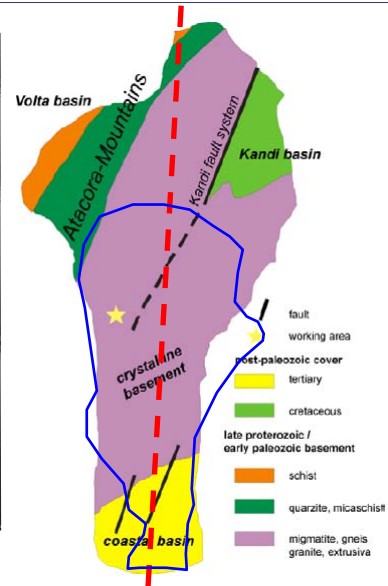 Volta basin
Atacora-Mountains
Kandi fault system
Kandi basin
crystalline
basement
coastal basin
fault
working area
post-paleozoic cover
tertiary
cretaceous
late proterozoic /
early paleozoic basement
schist
quarzite, micaschist
migmatite, gneis
granite, extrusiva